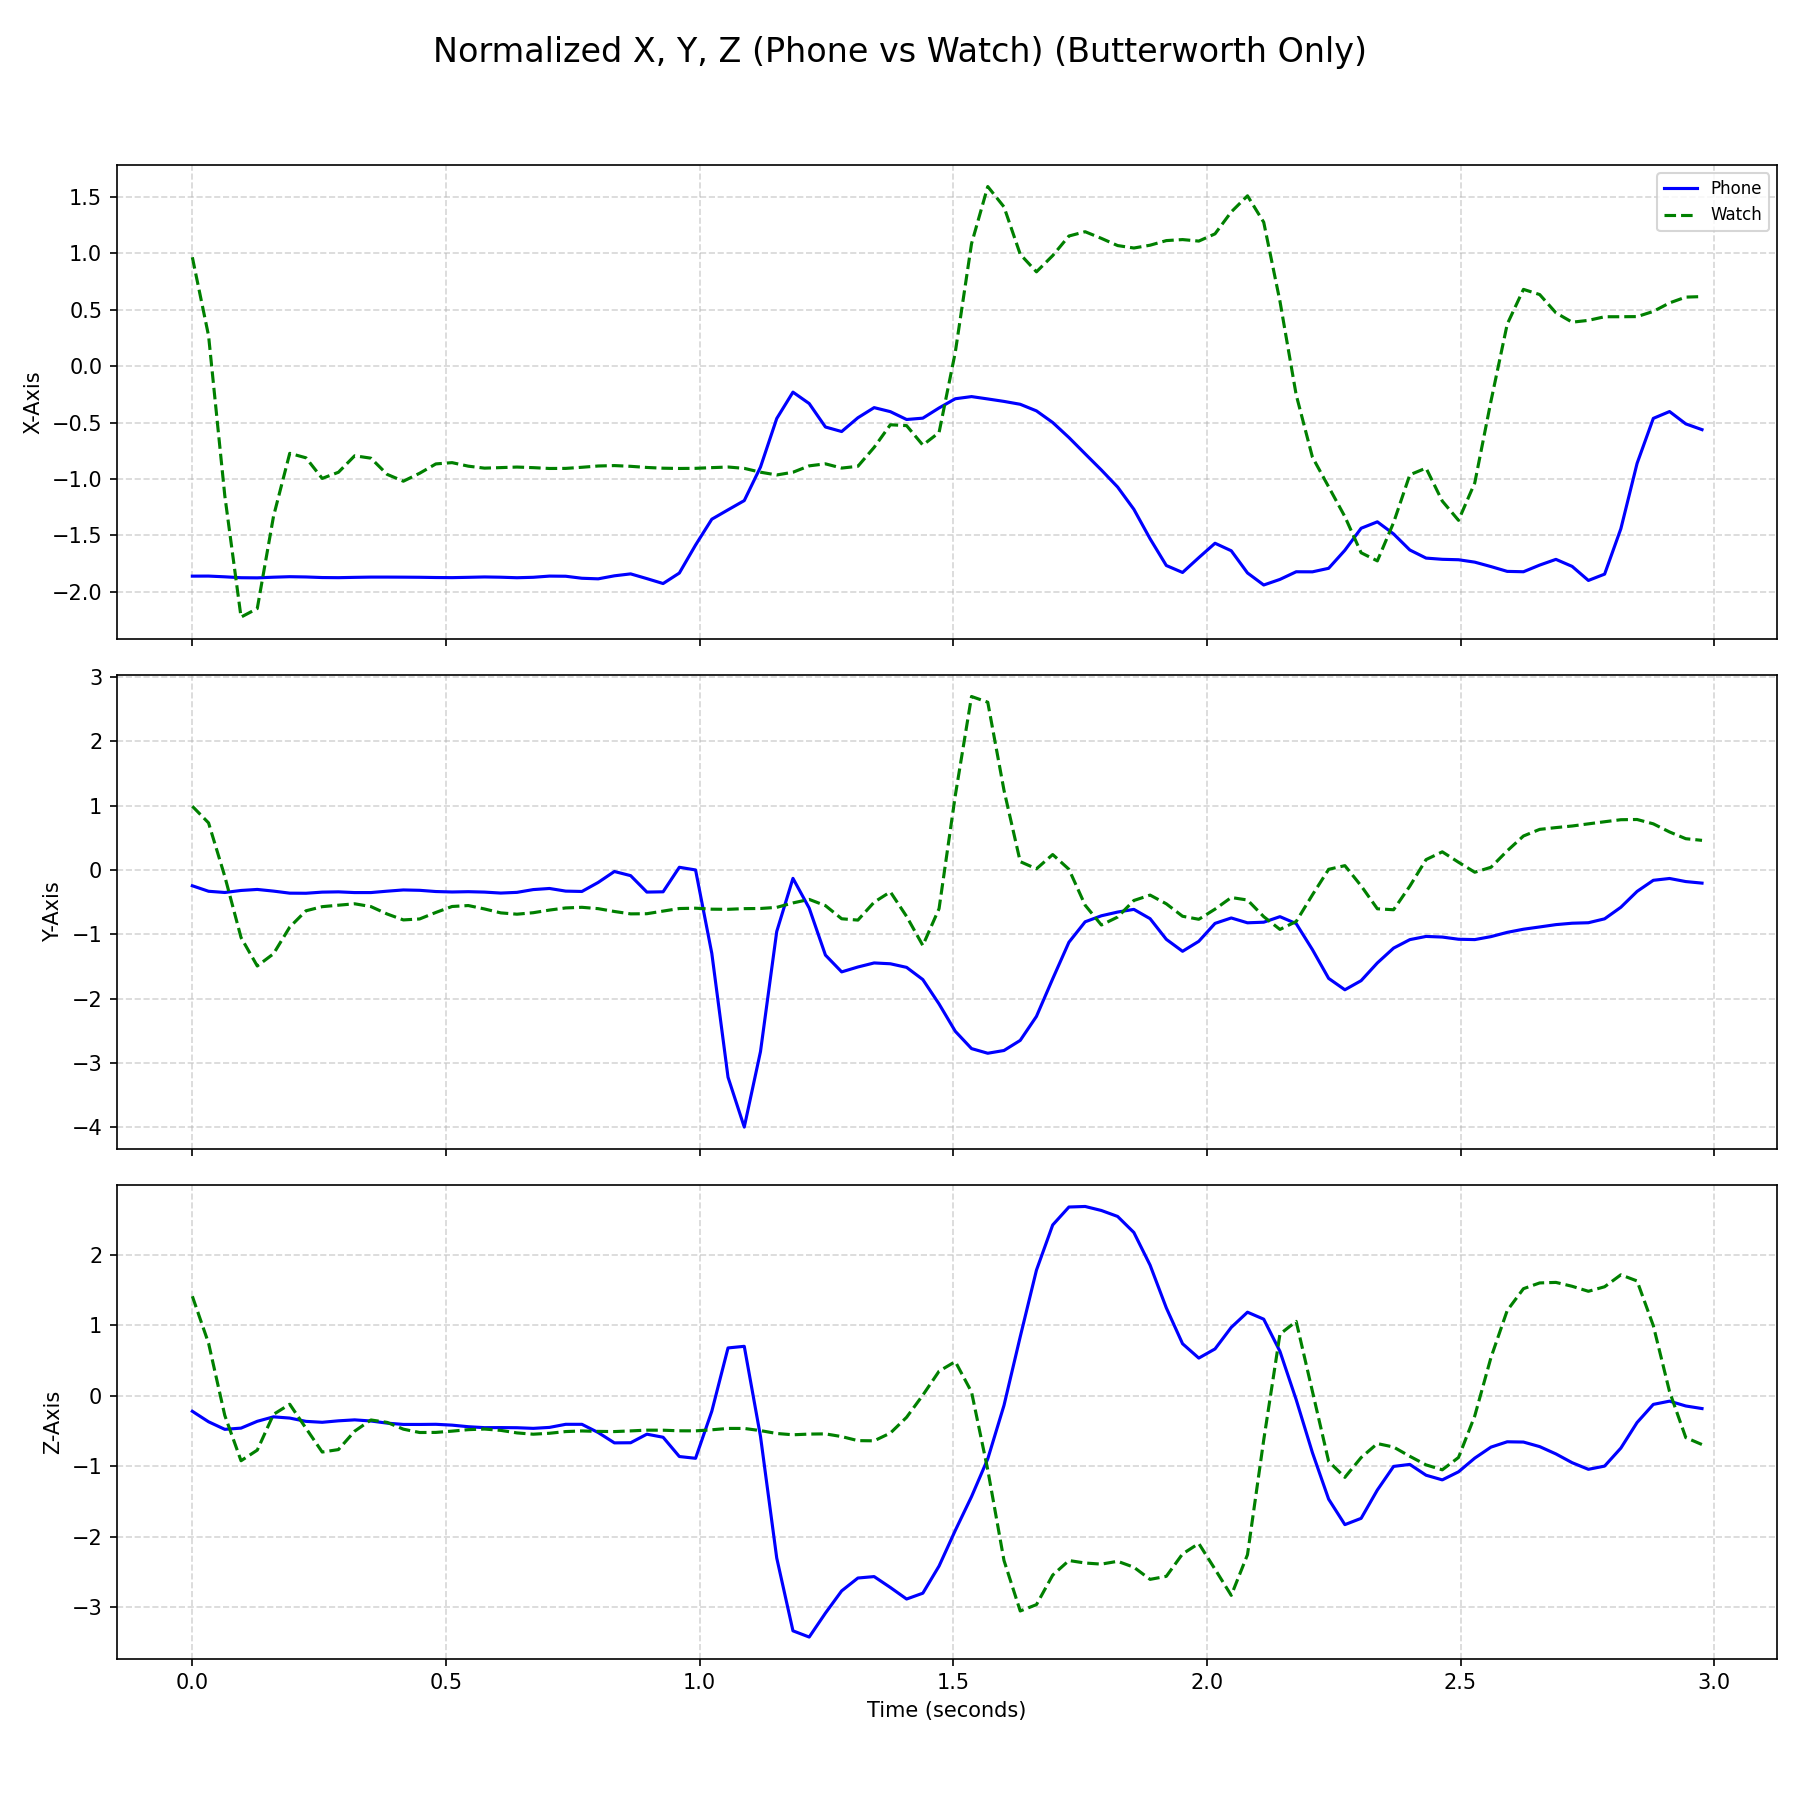 Normalized X, Y, Z (Phone vs Watch) (Butterworth Only)
Phone
Watch
X-Axis
1.5
1.0
0.5
0.0
−0.5
−1.0
−1.5
−2.0
Y-Axis
3
2
1
0
−1
−2
−3
−4
Z-Axis
2
1
0
−1
−2
−3
0.0 0.5 1.0 1.5 2.0 2.5 3.0
Time (seconds)